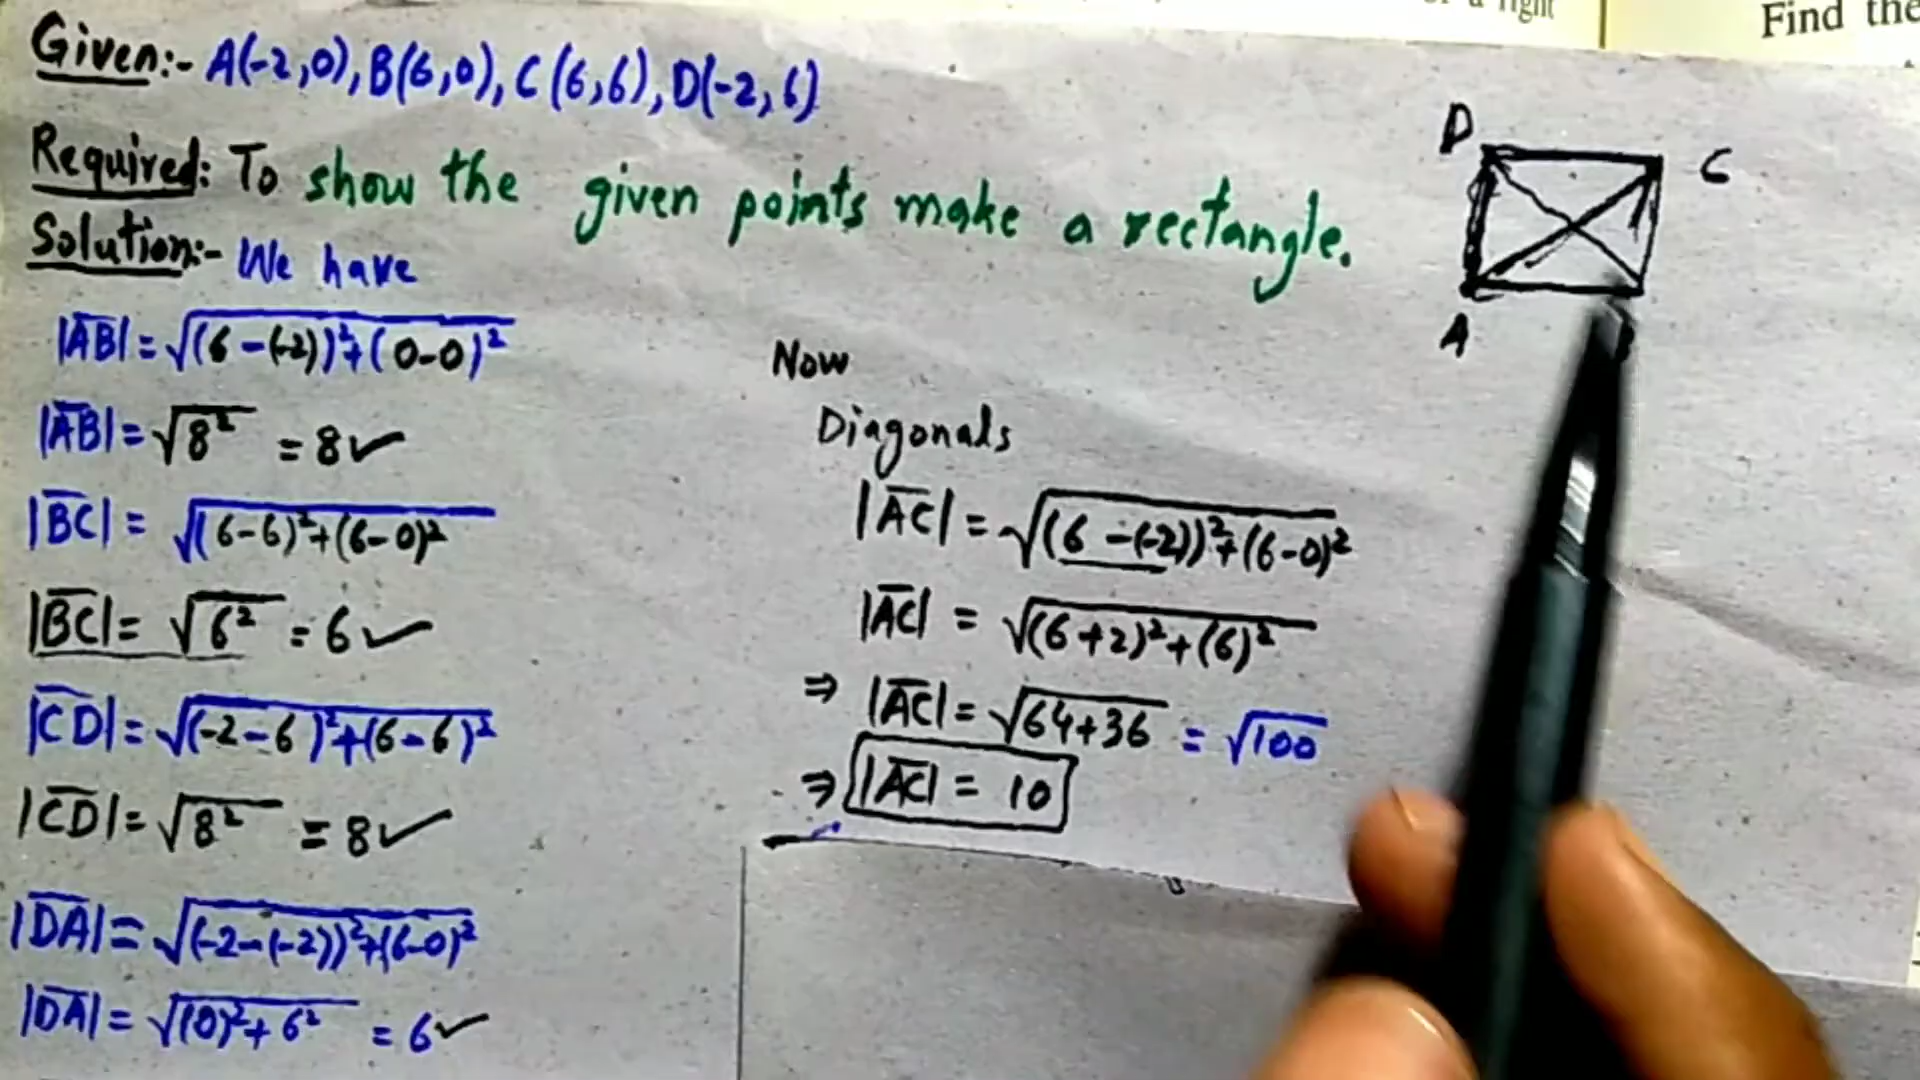 a right
Find the
Given:- A(-2,0), B(6,0), C(6,6), D(-2,6)
Required: To show the given points make a rectangle.
Solution:- We have
|AB| = √(6-(-2))²+(0-0)²
|AB| = √8² = 8✓
|BC| = √(6-6)²+(6-0)²
|BC| = √6² = 6✓
|CD| = √(-2-6)²+(6-6)²
|CD| = √8² = 8✓
|DA| = √(-2-(-2))²+(6-0)²
|DA| = √(0)²+6² = 6✓
Now
Diagonals
|AC| = √(6-(-2))²+(6-0)²
|AC| = √(6+2)²+(6)²
⇒ |AC| = √64+36 = √100
⇒ |AC| = 10
D
C
A